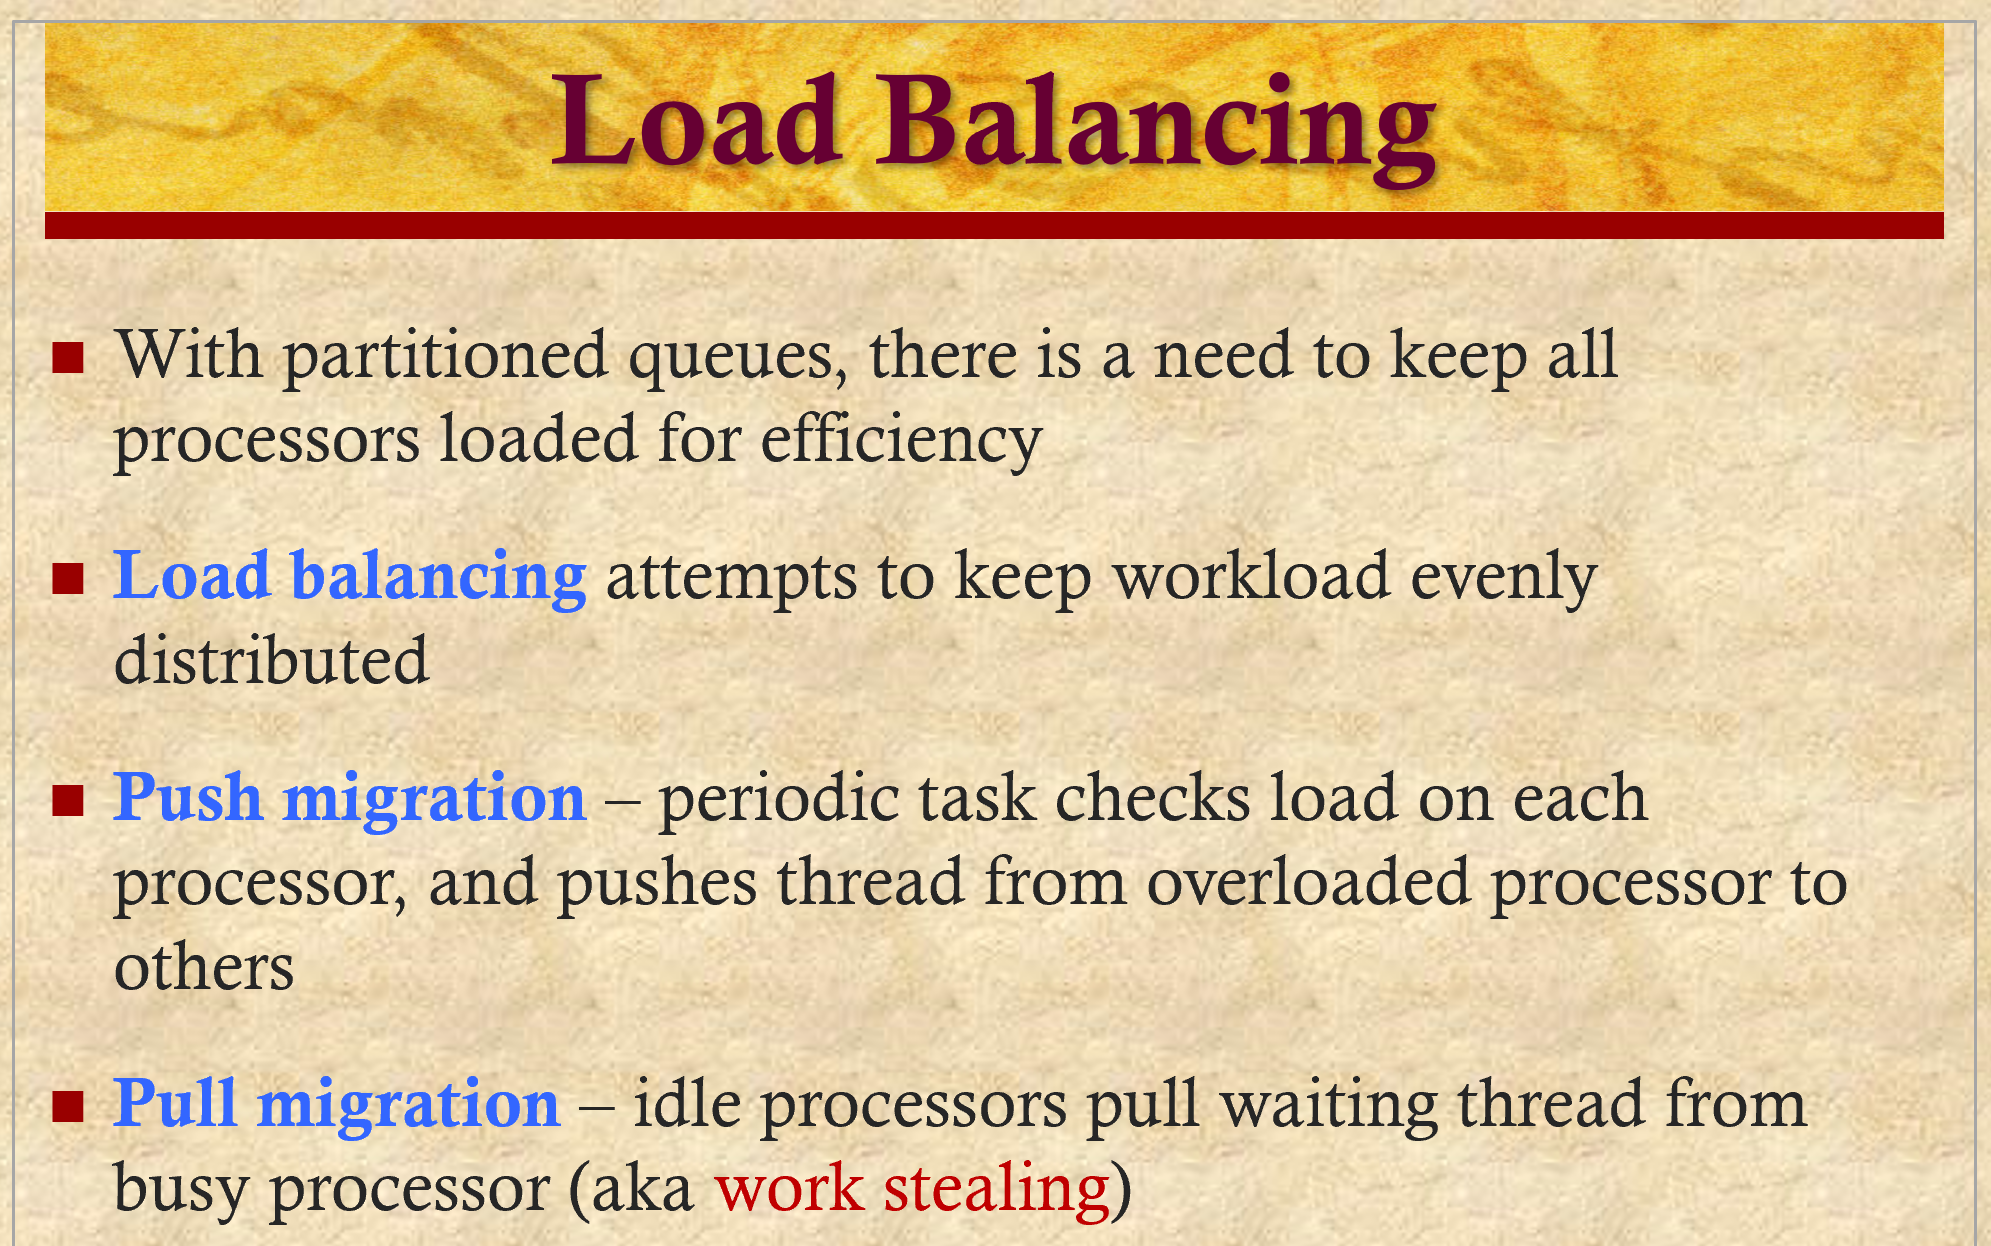 Load Balancing
■ With partitioned queues, there is a need to keep all
processors loaded for efficiency
■ Load balancing attempts to keep workload evenly
distributed
■ Push migration – periodic task checks load on each
processor, and pushes thread from overloaded processor to
others
■ Pull migration – idle processors pull waiting thread from
busy processor (aka work stealing)